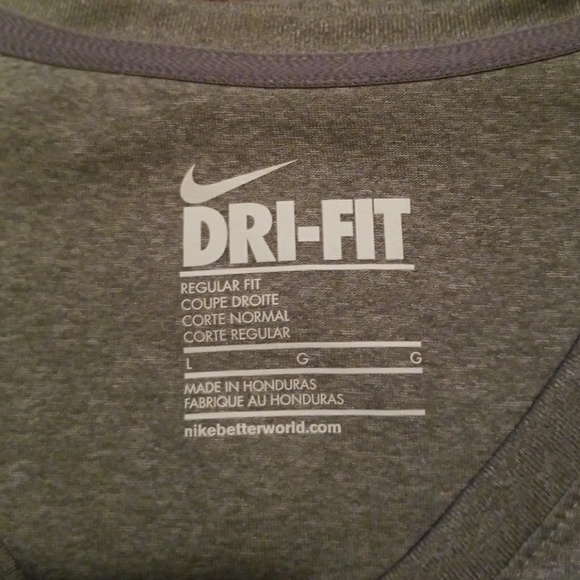 DRI-FIT
REGULAR FIT
COUPE DROITE
CORTE NORMAL
CORTE REGULAR
L G G
MADE IN HONDURAS
FABRIQUE AU HONDURAS
nikebetterworld.com